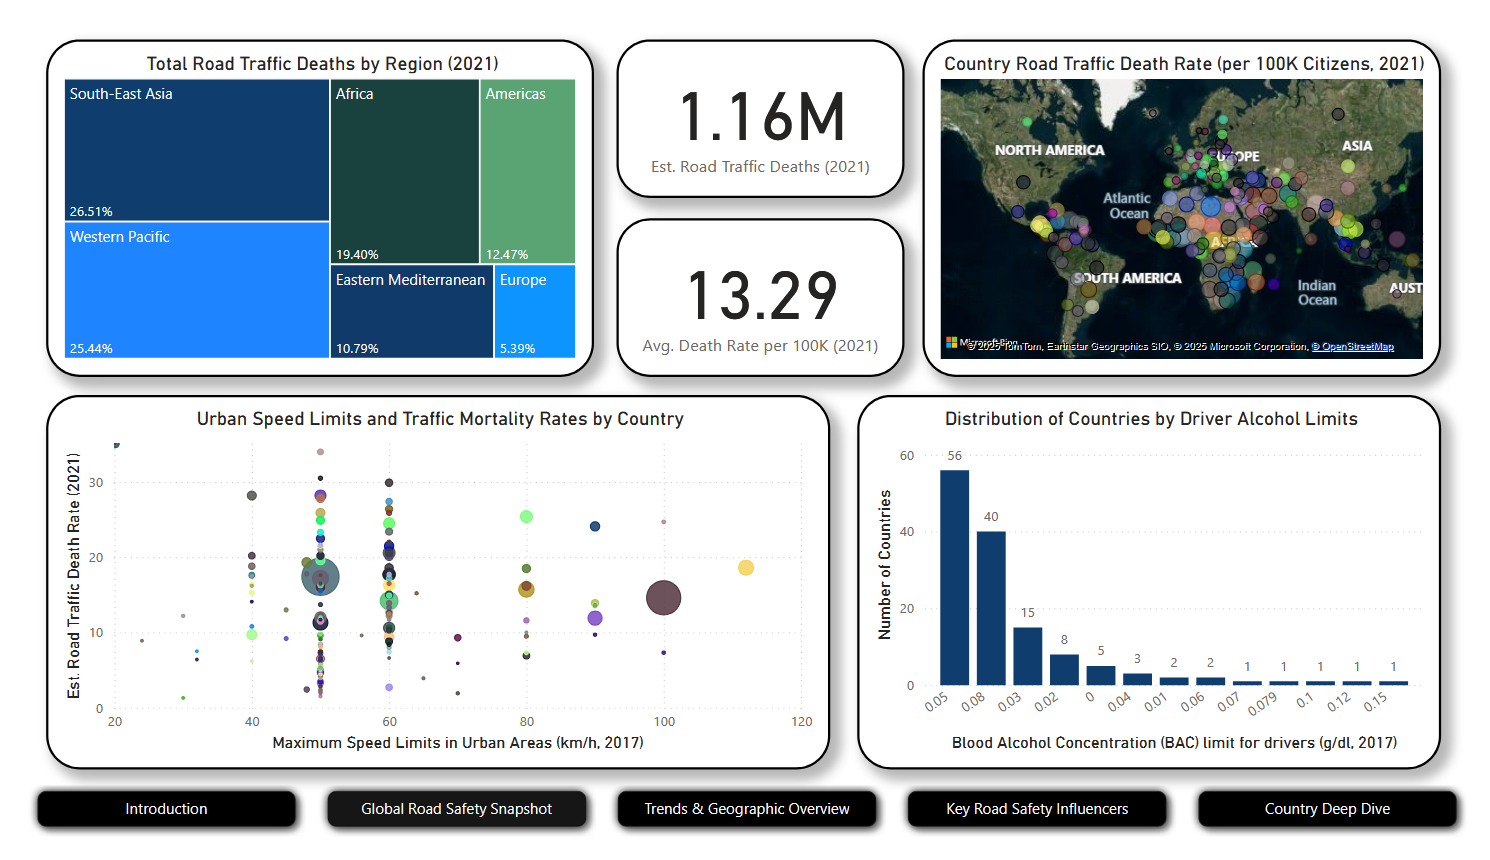 Total Road Traffic Deaths by Region (2021)
South-East Asia
26.51%
Western Pacific
25.44%
Africa
19.40%
Americas
12.47%
Eastern Mediterranean
10.79%
Europe
5.39%
1.16M
Est. Road Traffic Deaths (2021)
13.29
Avg. Death Rate per 100K (2021)
Country Road Traffic Death Rate (per 100K Citizens, 2021)
NORTH AMERICA
EUROPE
ASIA
Atlantic
Ocean
AFRICA
SOUTH AMERICA
Indian
Ocean
AUST
© 2025 TomTom, Earthstar Geographics SIO, © 2025 Microsoft Corporation, © OpenStreetMap
Urban Speed Limits and Traffic Mortality Rates by Country
Est. Road Traffic Death Rate (2021)
30
20
10
0
20 40 60 80 100 120
Maximum Speed Limits in Urban Areas (km/h, 2017)
Distribution of Countries by Driver Alcohol Limits
Number of Countries
60
40
20
0
56 40 15 8 5 3 2 2 1 1 1 1 1
0.05 0.08 0.03 0.02 0 0.04 0.01 0.06 0.07 0.079 0.1 0.12 0.15
Blood Alcohol Concentration (BAC) limit for drivers (g/dl, 2017)
Introduction
Global Road Safety Snapshot
Trends & Geographic Overview
Key Road Safety Influencers
Country Deep Dive